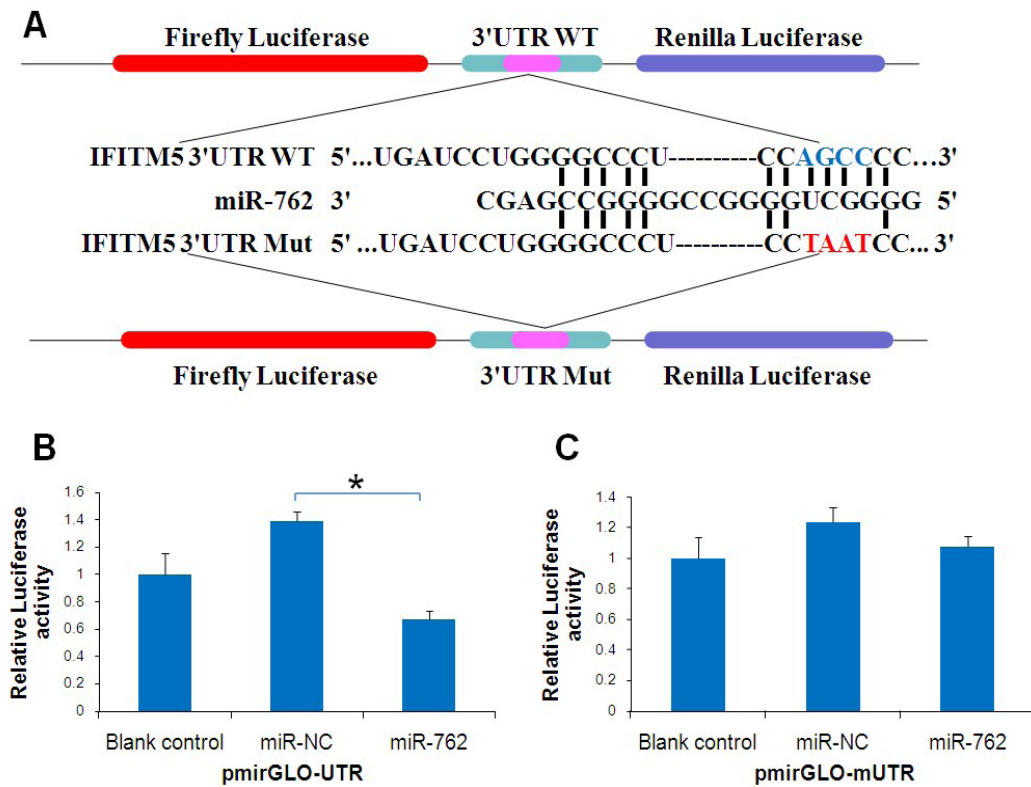 A
Firefly Luciferase 3'UTR WT Renilla Luciferase
IFITM5 3'UTR WT 5'...UGAUCCUGGGGCCCU----------CCAGCCCC...3'
miR-762 3' CGAGCCGGGGGCCGGGGUCGGGG 5'
IFITM5 3'UTR Mut 5'...UGAUCCUGGGGCCCU----------CCTAATCC... 3'
Firefly Luciferase 3'UTR Mut Renilla Luciferase
B
Relative Luciferase activity
1.6
1.4
1.2
1
0.8
0.6
0.4
0.2
0
*
Blank control miR-NC miR-762
pmirGLO-UTR
C
Relative Luciferase activity
1.4
1.2
1
0.8
0.6
0.4
0.2
0
Blank control miR-NC miR-762
pmirGLO-mUTR